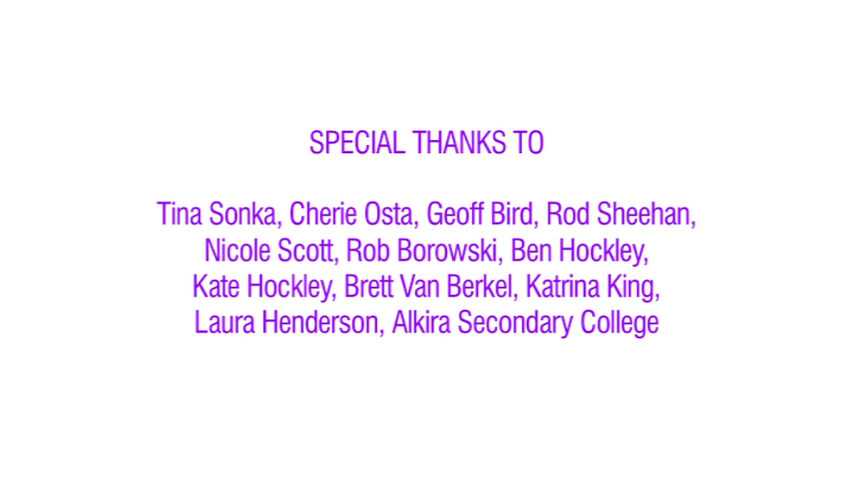 SPECIAL THANKS TO
Tina Sonka, Cherie Osta, Geoff Bird, Rod Sheehan,
Nicole Scott, Rob Borowski, Ben Hockley,
Kate Hockley, Brett Van Berkel, Katrina King,
Laura Henderson, Alkira Secondary College